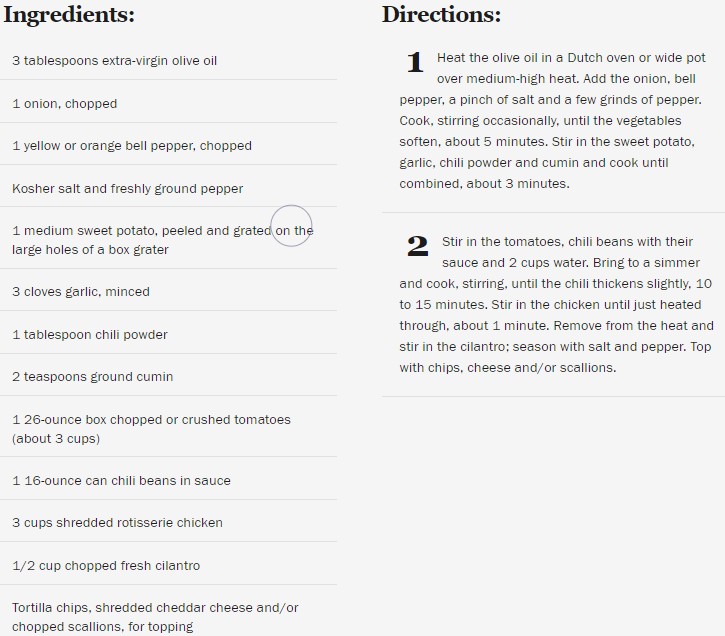 Ingredients:
3 tablespoons extra-virgin olive oil
1 onion, chopped
1 yellow or orange bell pepper, chopped
Kosher salt and freshly ground pepper
1 medium sweet potato, peeled and grated on the
large holes of a box grater
3 cloves garlic, minced
1 tablespoon chili powder
2 teaspoons ground cumin
1 26-ounce box chopped or crushed tomatoes
(about 3 cups)
1 16-ounce can chili beans in sauce
3 cups shredded rotisserie chicken
1/2 cup chopped fresh cilantro
Tortilla chips, shredded cheddar cheese and/or
chopped scallions, for topping
Directions:
1 Heat the olive oil in a Dutch oven or wide pot
over medium-high heat. Add the onion, bell
pepper, a pinch of salt and a few grinds of pepper.
Cook, stirring occasionally, until the vegetables
soften, about 5 minutes. Stir in the sweet potato,
garlic, chili powder and cumin and cook until
combined, about 3 minutes.
2 Stir in the tomatoes, chili beans with their
sauce and 2 cups water. Bring to a simmer
and cook, stirring, until the chili thickens slightly, 10
to 15 minutes. Stir in the chicken until just heated
through, about 1 minute. Remove from the heat and
stir in the cilantro; season with salt and pepper. Top
with chips, cheese and/or scallions.